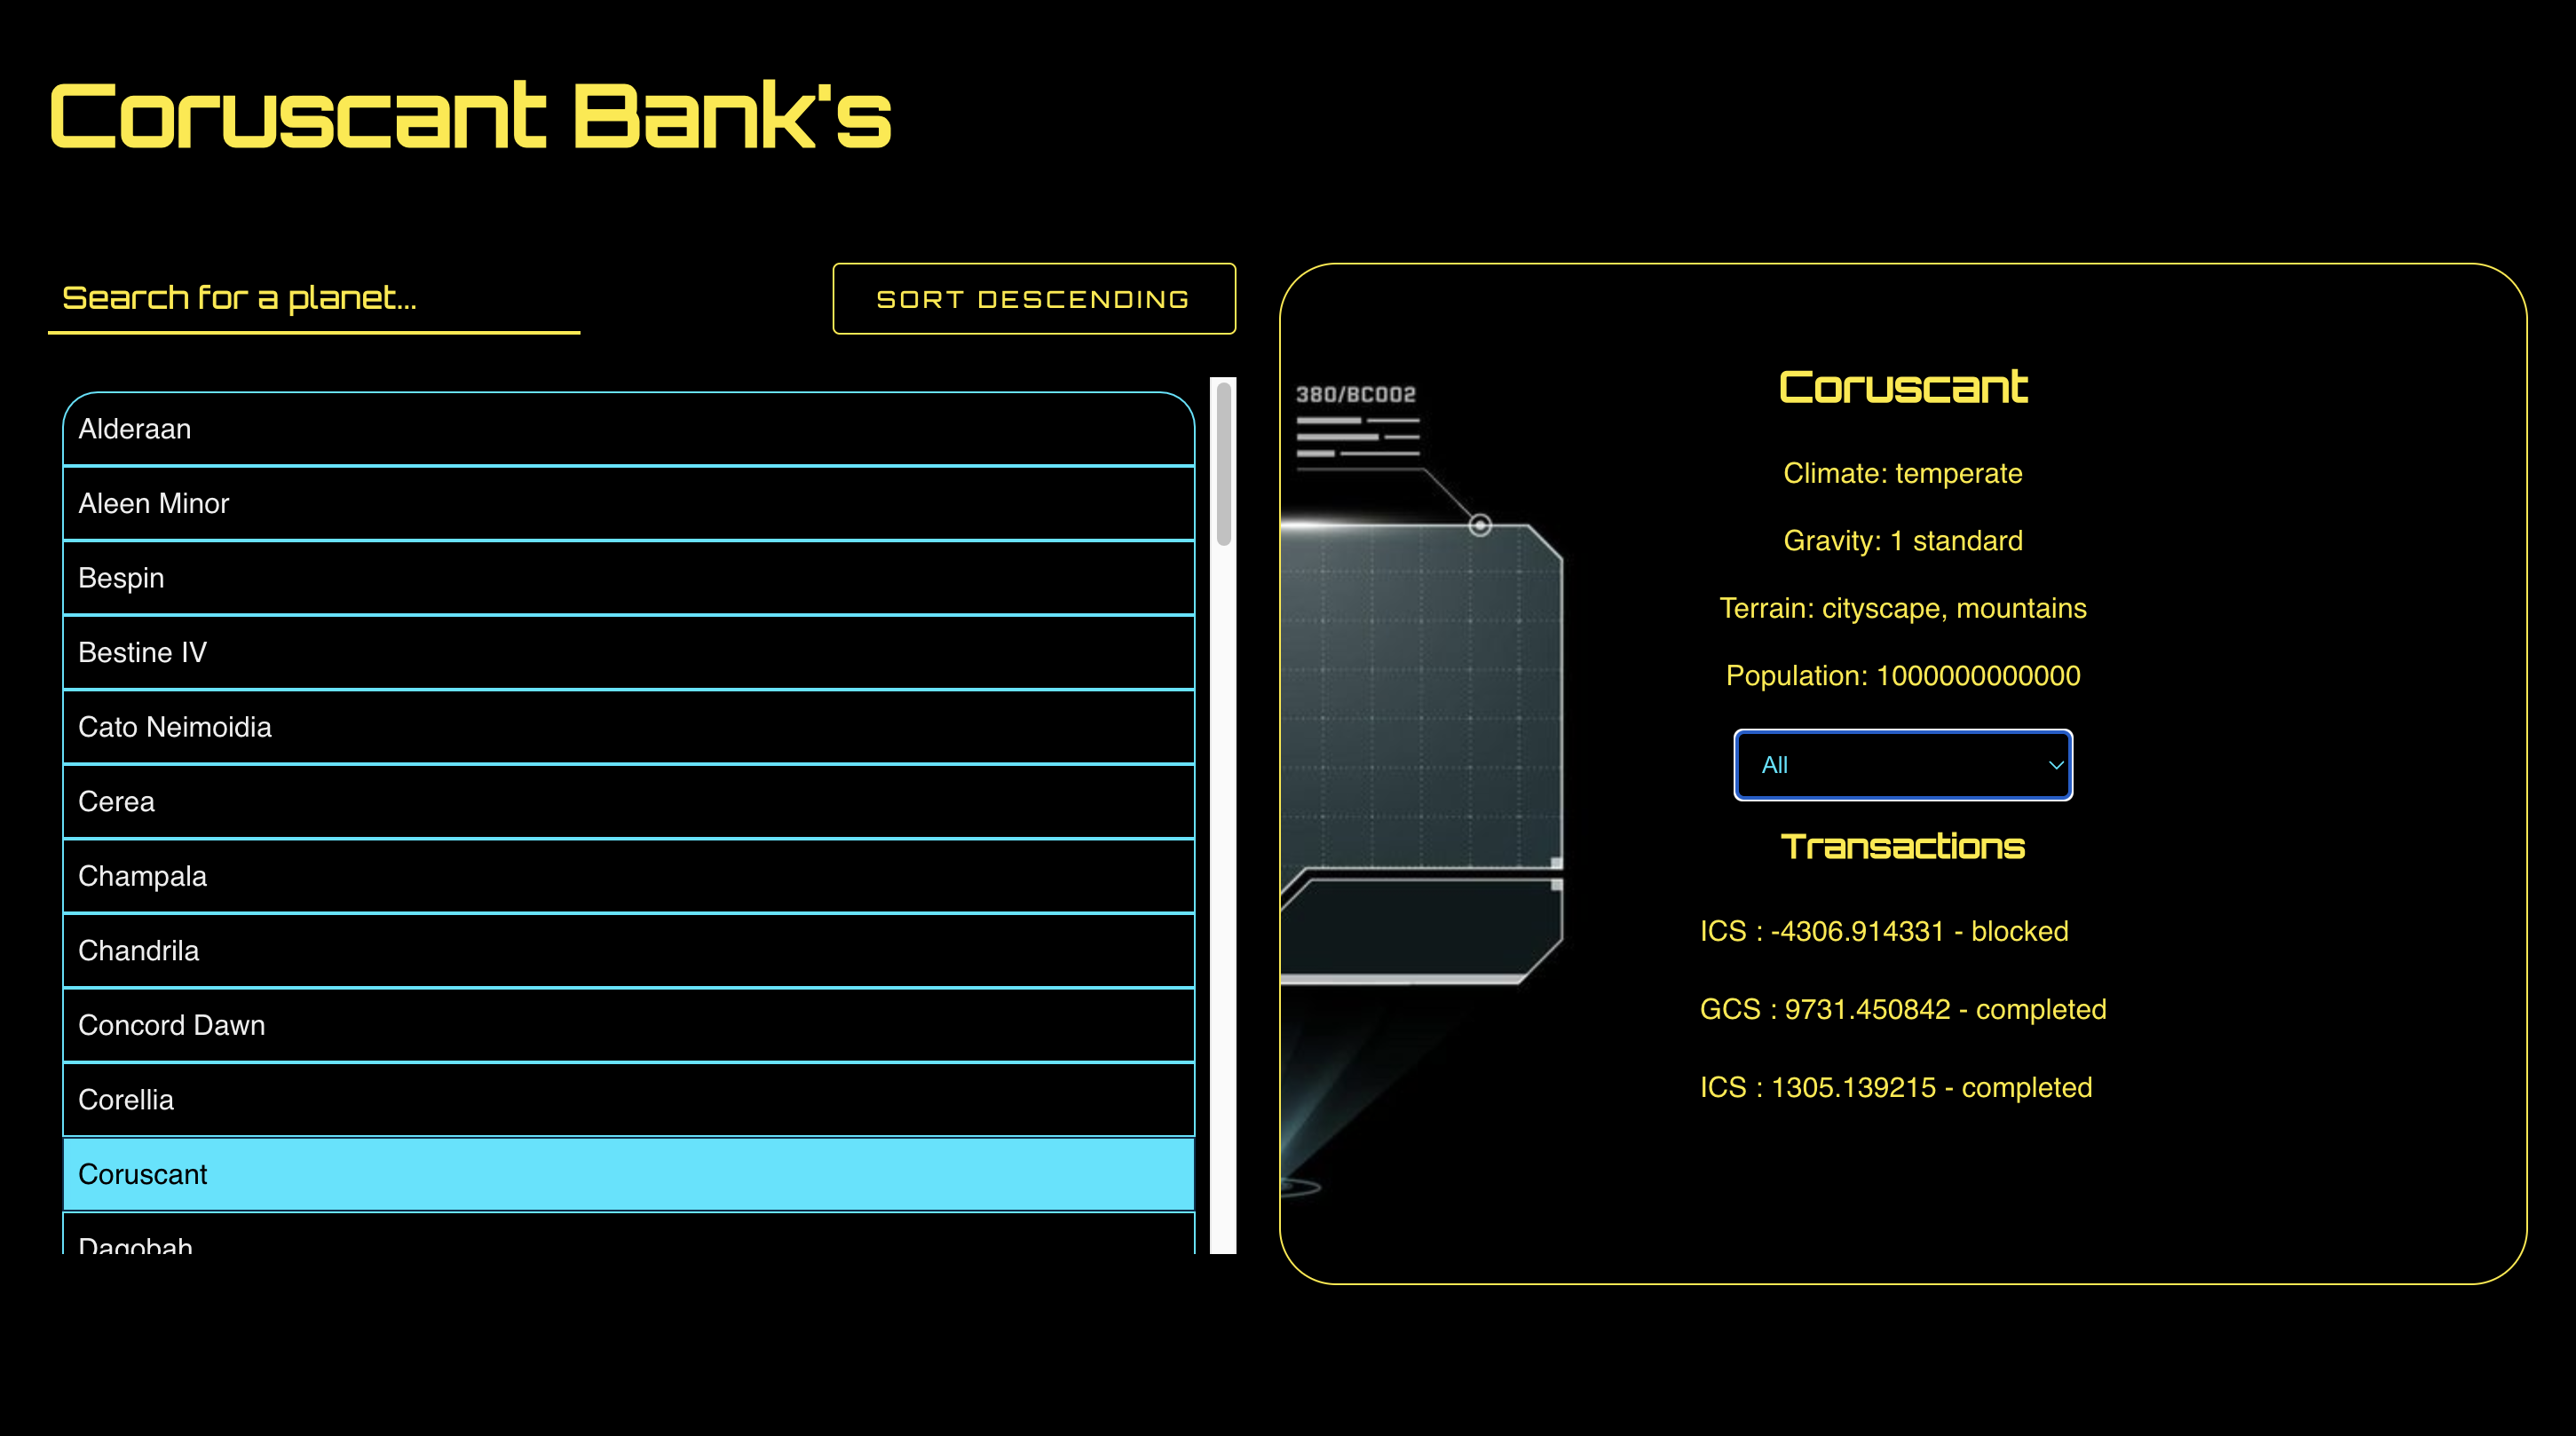 Coruscant Bank's
Search for a planet...
SORT DESCENDING
Alderaan
Aleen Minor
Bespin
Bestine IV
Cato Neimoidia
Cerea
Champala
Chandrila
Concord Dawn
Corellia
Coruscant
Dagobah
380/BC002
Coruscant
Climate: temperate
Gravity: 1 standard
Terrain: cityscape, mountains
Population: 1000000000000
All
Transactions
ICS : -4306.914331 - blocked
GCS : 9731.450842 - completed
ICS : 1305.139215 - completed